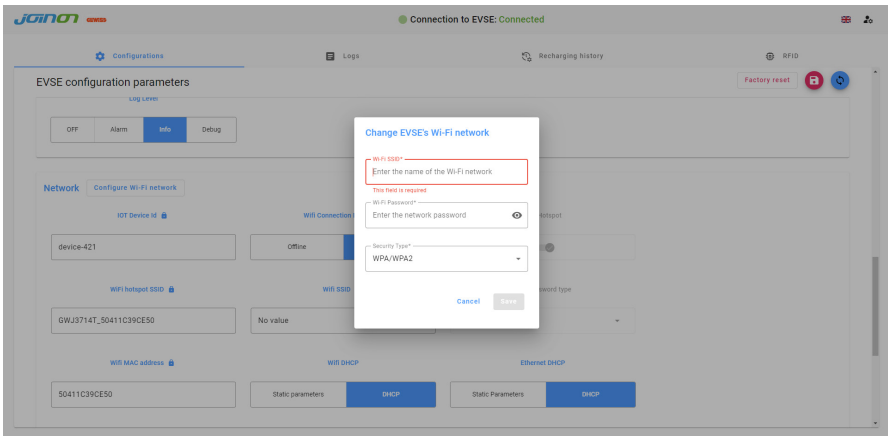 JOINON GEWISS
Connection to EVSE: Connected
Configurations
Logs
Recharging history
RFID
EVSE configuration parameters
Factory reset
Log Level
OFF
Alarm
Info
Debug
Change EVSE's Wi-Fi network
Wi-Fi SSID*
Enter the name of the Wi-Fi network
This field is required
Wi-Fi Password*
Enter the network password
Security Type*
WPA/WPA2
Cancel
Save
Network
Configure Wi-Fi network
IOT Device Id
Wifi Connection
Hotspot
device-421
Offline
WiFi hotspot SSID
Wifi SSID
type
GWJ3714T_50411C39CE50
No value
Wifi MAC address
Wifi DHCP
Ethernet DHCP
50411C39CE50
Static parameters
DHCP
Static Parameters
DHCP